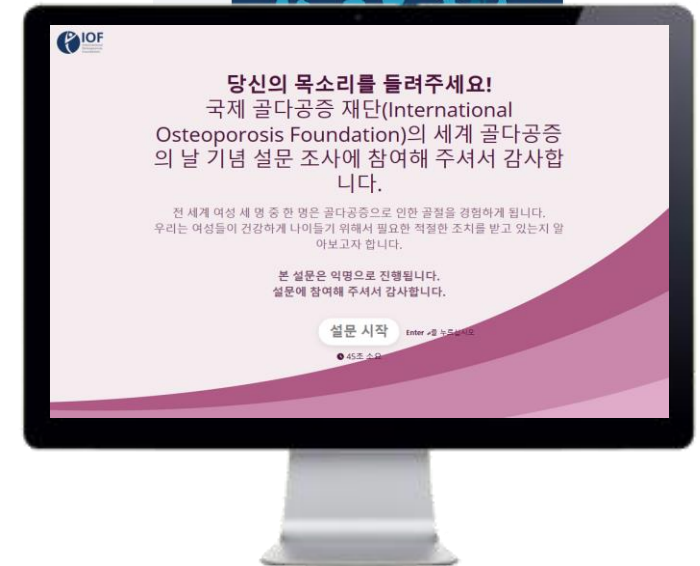 IOF
당신의 목소리를 들려주세요!
국제 골다공증 재단(International
Osteoporosis Foundation)의 세계 골다공증
의 날 기념 설문 조사에 참여해 주셔서 감사합
니다.
전 세계 여성 세 명 중 한 명은 골다공증으로 인한 골절을 경험하게 됩니다.
우리는 여성들이 건강하게 나이들기 위해서 필요한 적절한 조치를 받고 있는지 알
아보고자 합니다.
본 설문은 익명으로 진행됩니다.
설문에 참여해 주셔서 감사합니다.
설문 시작
Enter ↵를 누르십시오
45초 소요